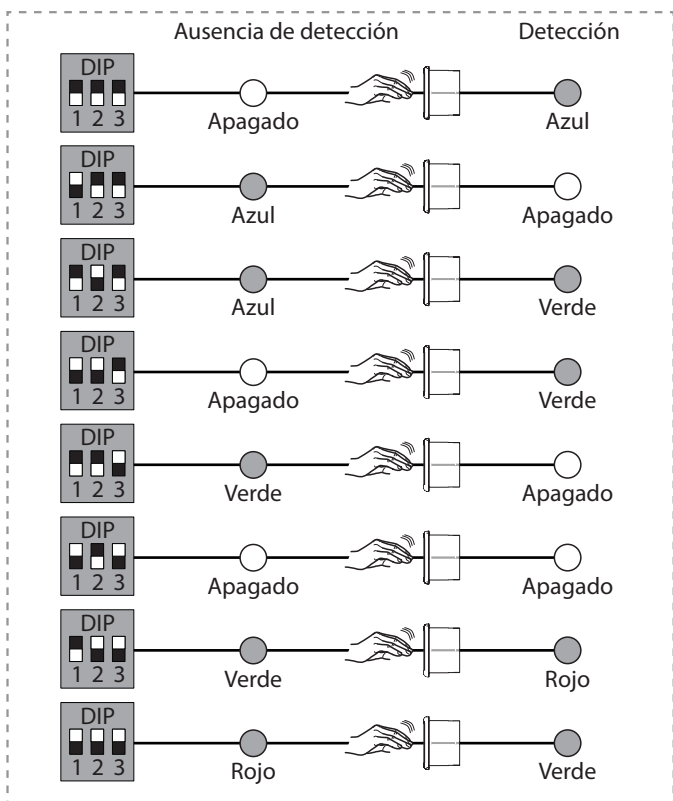 Ausencia de detección Detección
DIP
1 2 3
Apagado Azul
DIP
1 2 3
Azul Apagado
DIP
1 2 3
Azul Verde
DIP
1 2 3
Apagado Verde
DIP
1 2 3
Verde Apagado
DIP
1 2 3
Apagado Apagado
DIP
1 2 3
Verde Rojo
DIP
1 2 3
Rojo Verde